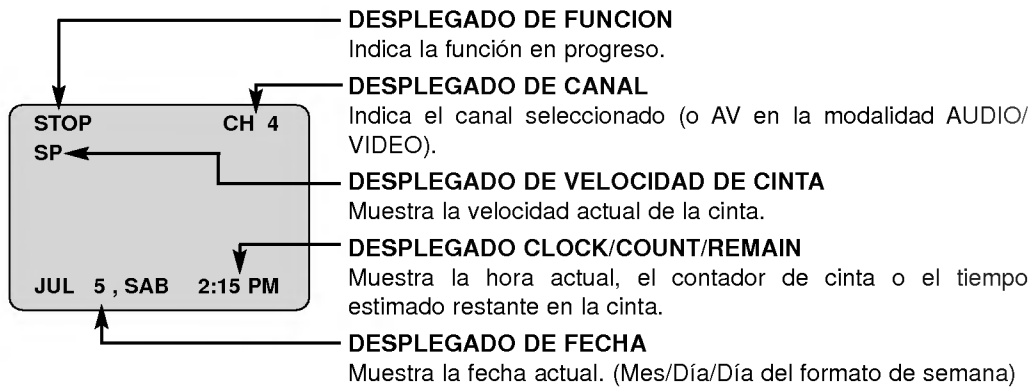 DESPLEGADO DE FUNCION
Indica la función en progreso.
DESPLEGADO DE CANAL
Indica el canal seleccionado (o AV en la modalidad AUDIO/
VIDEO).
DESPLEGADO DE VELOCIDAD DE CINTA
Muestra la velocidad actual de la cinta.
DESPLEGADO CLOCK/COUNT/REMAIN
Muestra la hora actual, el contador de cinta o el tiempo
estimado restante en la cinta.
DESPLEGADO DE FECHA
Muestra la fecha actual. (Mes/Día/Día del formato de semana)
STOP CH 4
SP
JUL 5 , SAB 2:15 PM